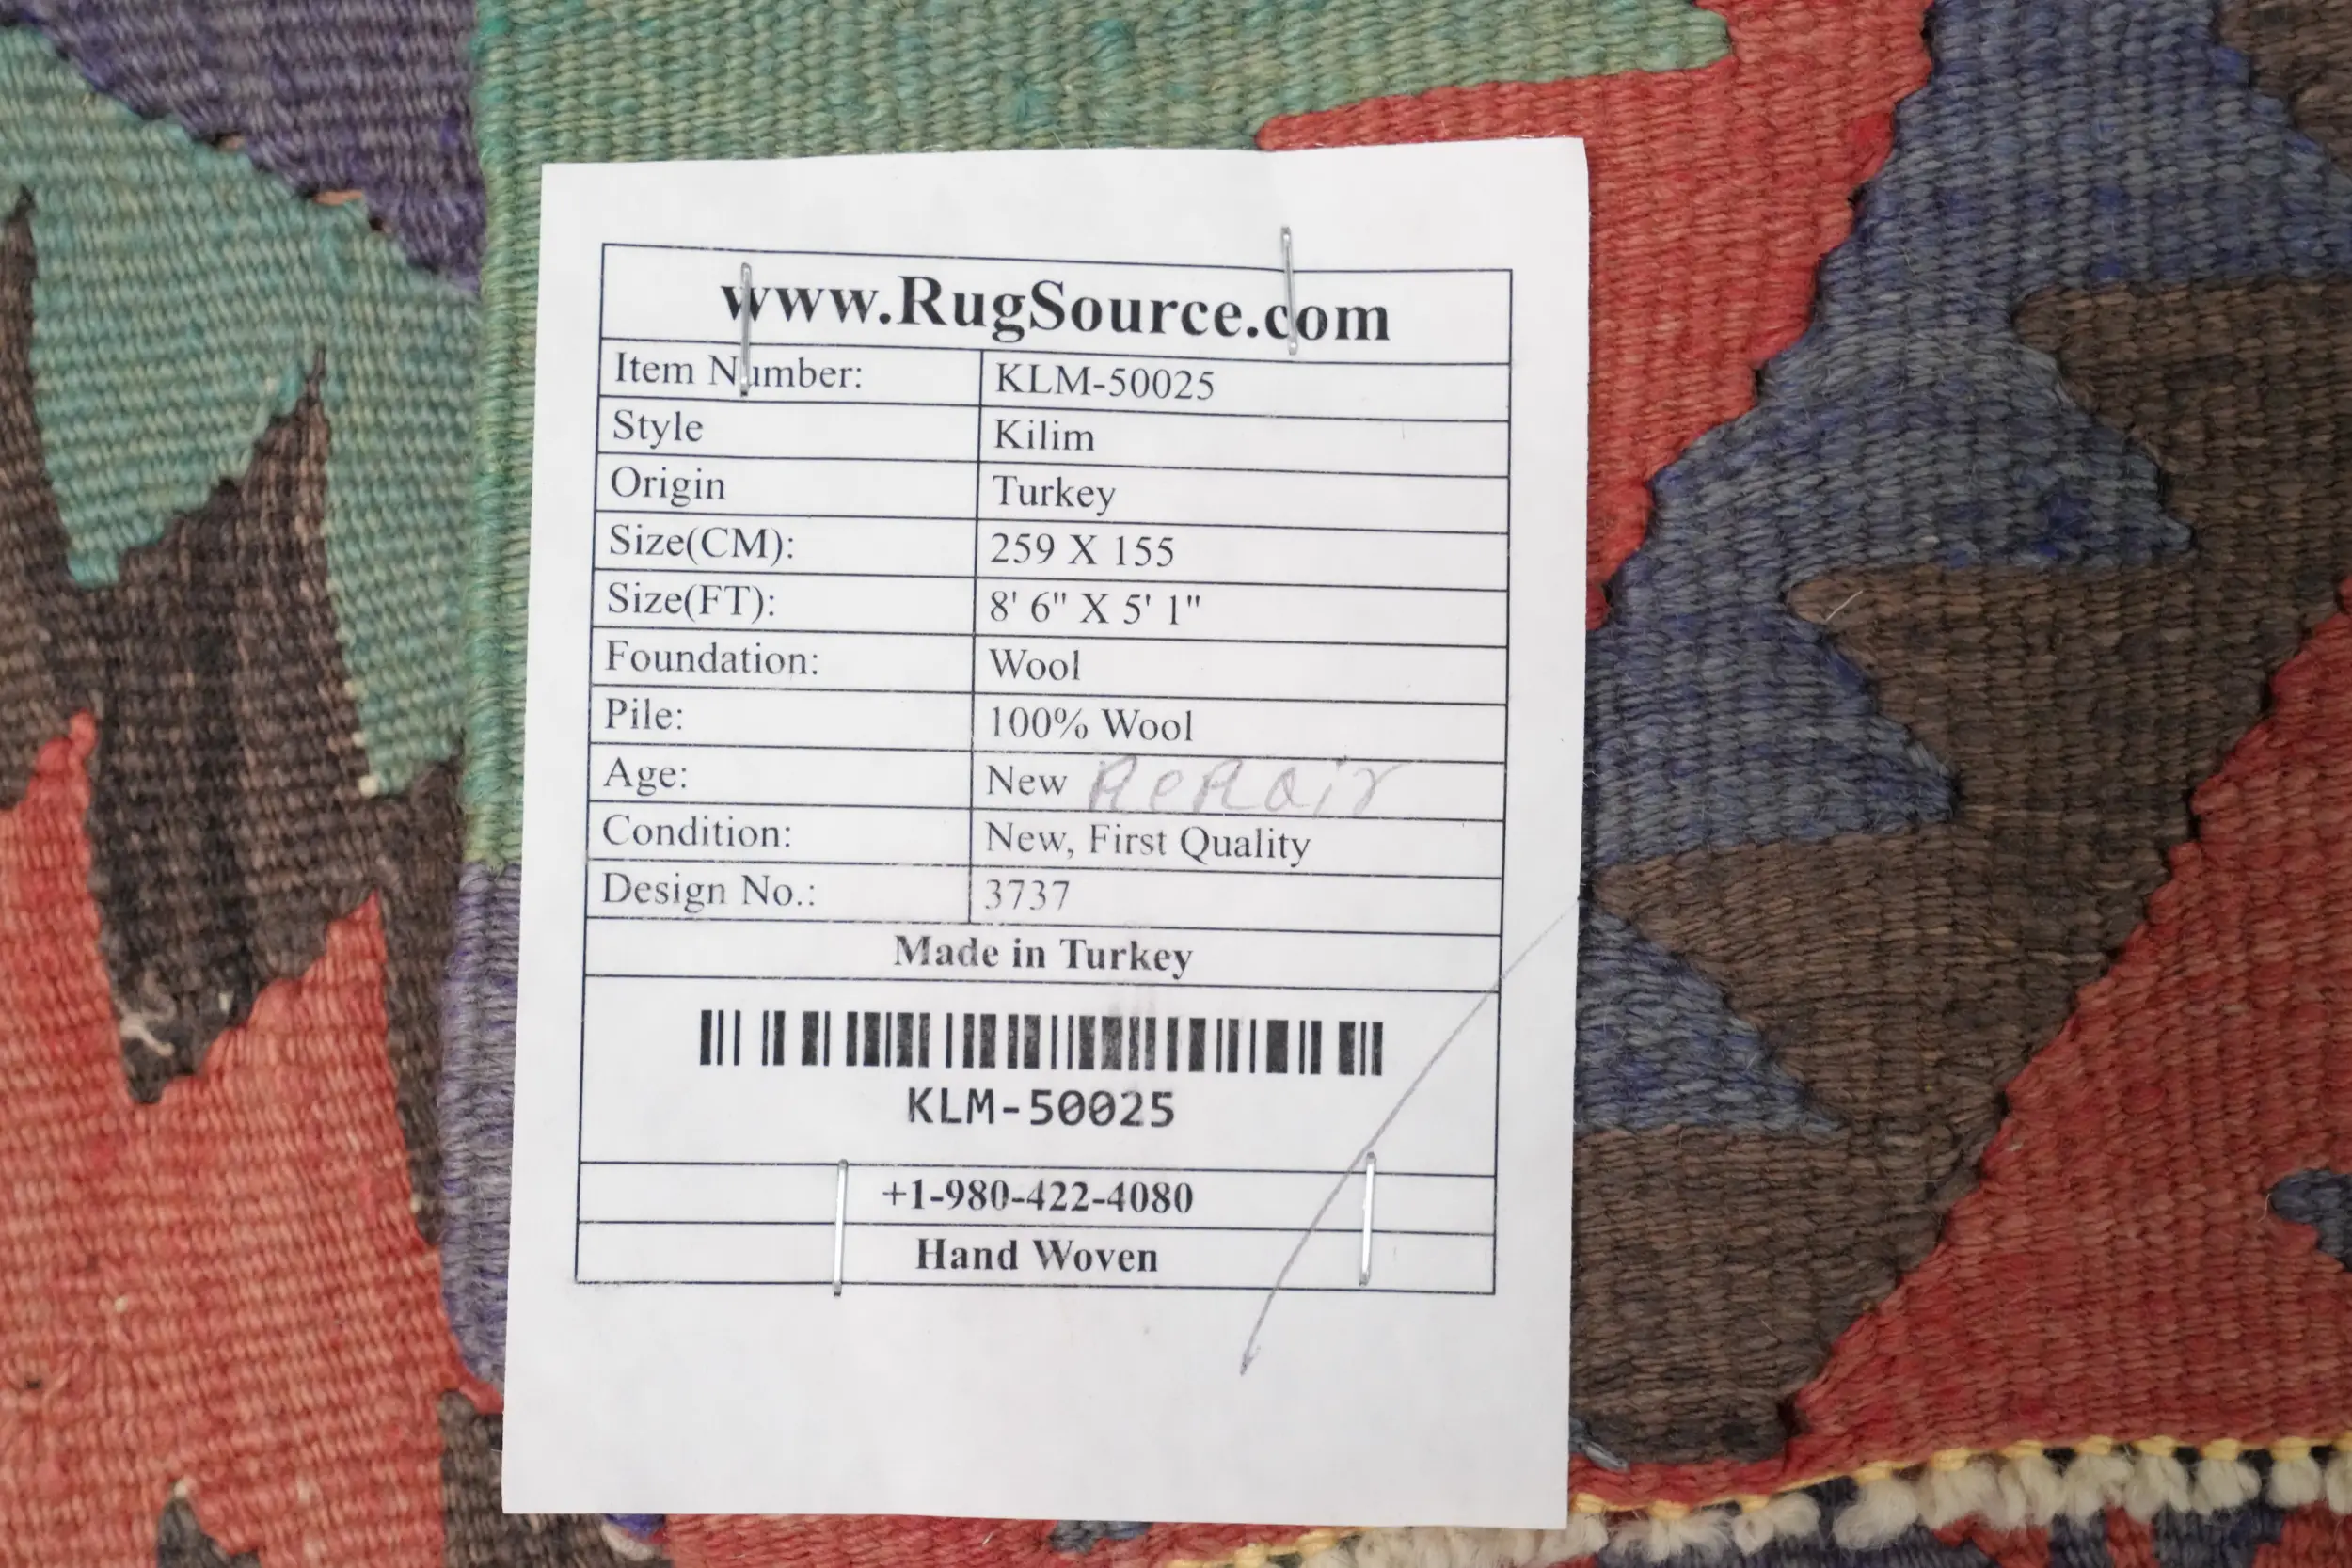 www.RugSource.com
Item Number: KLM-50025
Style Kilim
Origin Turkey
Size(CM): 259 X 155
Size(FT): 8' 6" X 5' 1"
Foundation: Wool
Pile: 100% Wool
Age: New RePair
Condition: New, First Quality
Design No.: 3737
Made in Turkey
KLM-50025
+1-980-422-4080
Hand Woven